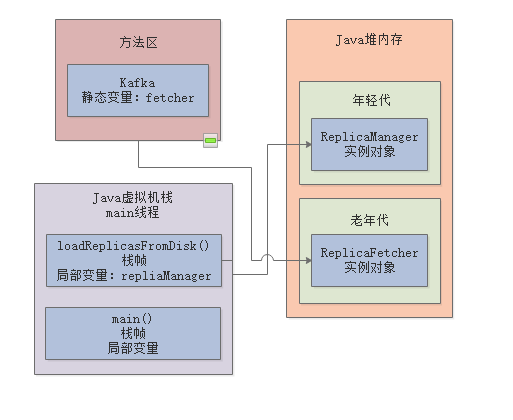 方法区
Kafka
静态变量：fetcher
Java虚拟机栈
main线程
loadReplicasFromDisk()
栈帧
局部变量：repliaManager
main()
栈帧
局部变量
Java堆内存
年轻代
ReplicaManager
实例对象
老年代
ReplicaFetcher
实例对象